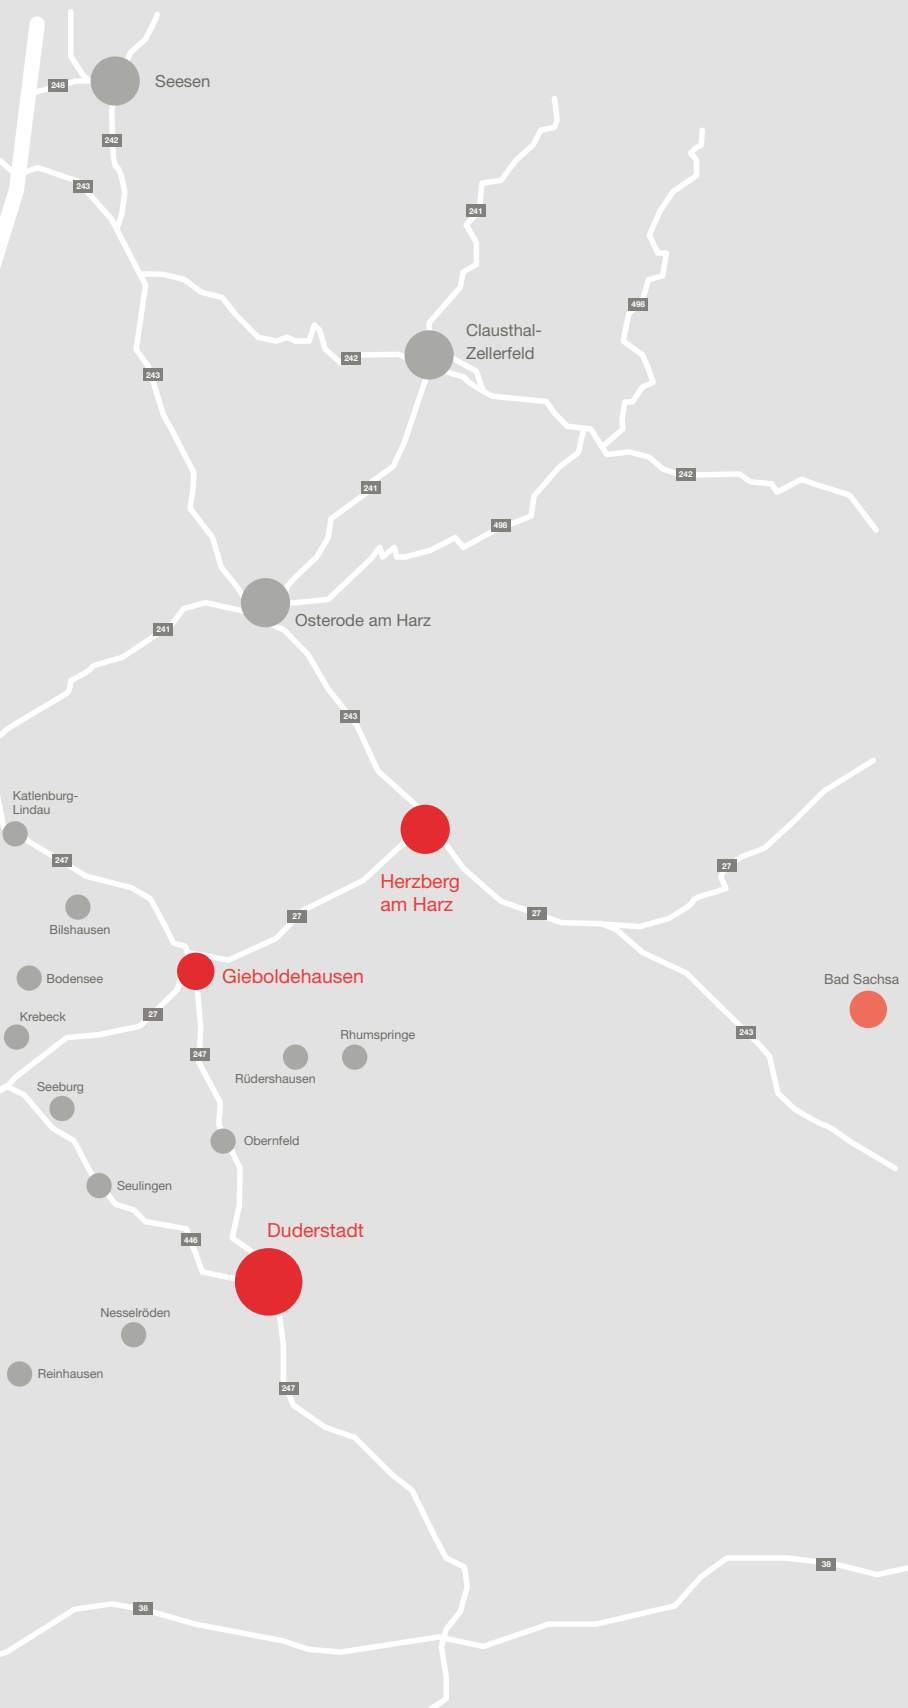 Seesen
248
242
243
241
498
Clausthal-
Zellerfeld
242
243
242
241
498
Osterode am Harz
241
243
Katlenburg-
Lindau
247
27
Herzberg
am Harz
27
27
Bilshausen
Gieboldehausen
Bodensee
Bad Sachsa
27
Krebeck
243
Rhumspringe
247
Rüdershausen
Seeburg
Obernfeld
Seulingen
Duderstadt
446
Nesselröden
Reinhausen
247
38
38